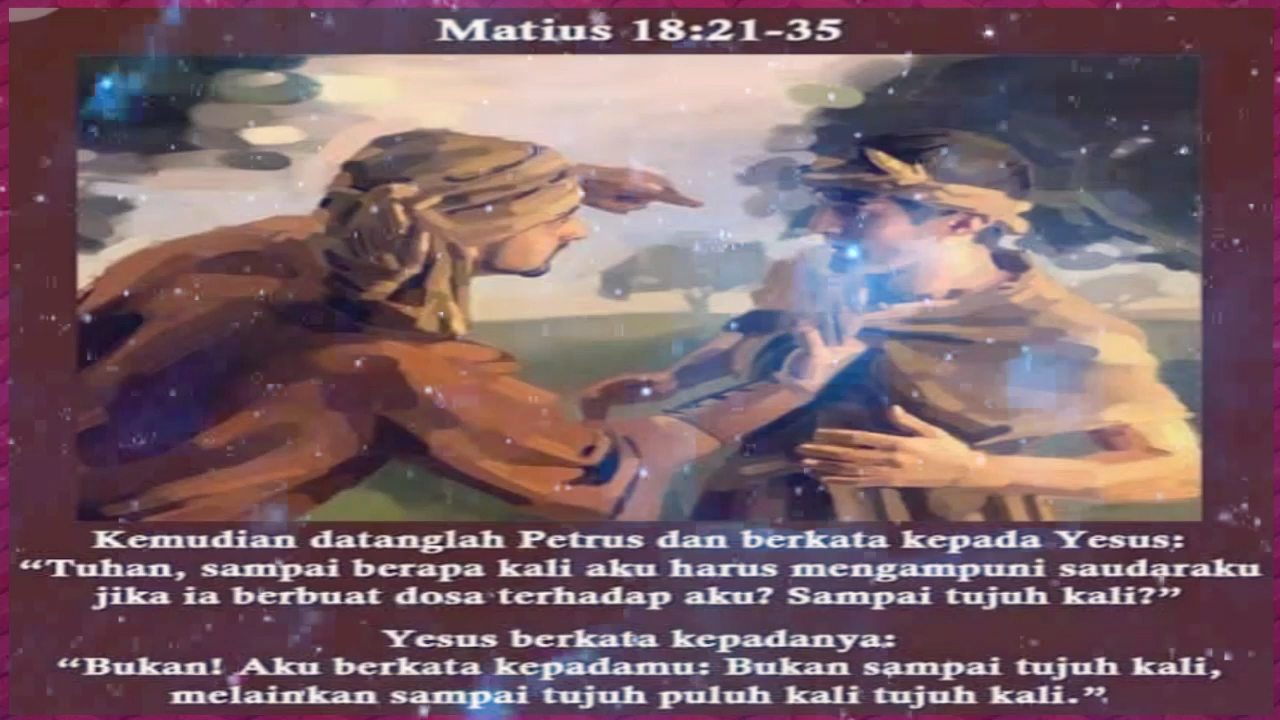 Matius 18:21-35
Kemudian datanglah Petrus dan berkata kepada Yesus:
“Tuhan, sampai berapa kali aku harus mengampuni saudaraku
jika ia berbuat dosa terhadap aku? Sampai tujuh kali?”
Yesus berkata kepadanya:
“Bukan! Aku berkata kepadamu: Bukan sampai tujuh kali,
melainkan sampai tujuh puluh kali tujuh kali.”